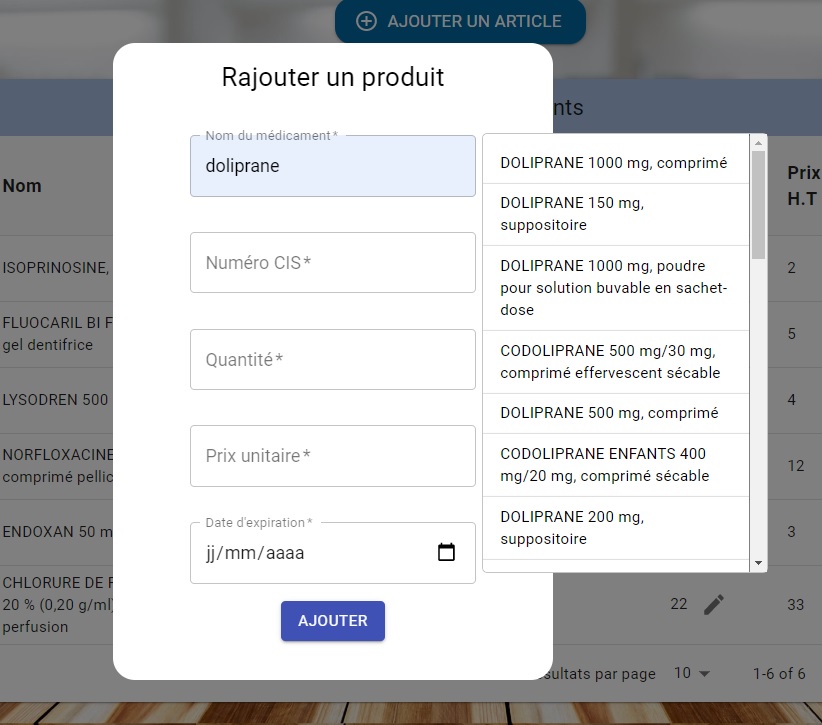 AJOUTER UN ARTICLE
Rajouter un produit
Nom du médicament *
doliprane
Numéro CIS *
Quantité *
Prix unitaire *
Date d'expiration *
jj/mm/aaaa
AJOUTER
DOLIPRANE 1000 mg, comprimé
DOLIPRANE 150 mg,
suppositoire
DOLIPRANE 1000 mg, poudre
pour solution buvable en sachet-
dose
CODOLIPRANE 500 mg/30 mg,
comprimé effervescent sécable
DOLIPRANE 500 mg, comprimé
CODOLIPRANE ENFANTS 400
mg/20 mg, comprimé sécable
DOLIPRANE 200 mg,
suppositoire
nts
Nom
Prix
H.T
ISOPRINOSINE,
2
FLUOCARIL BI F
gel dentifrice
5
LYSODREN 500
4
NORFLOXACINE
comprimé pellic
12
ENDOXAN 50 m
3
CHLORURE DE P
20 % (0,20 g/ml)
perfusion
22
33
sultats par page
10
1-6 of 6